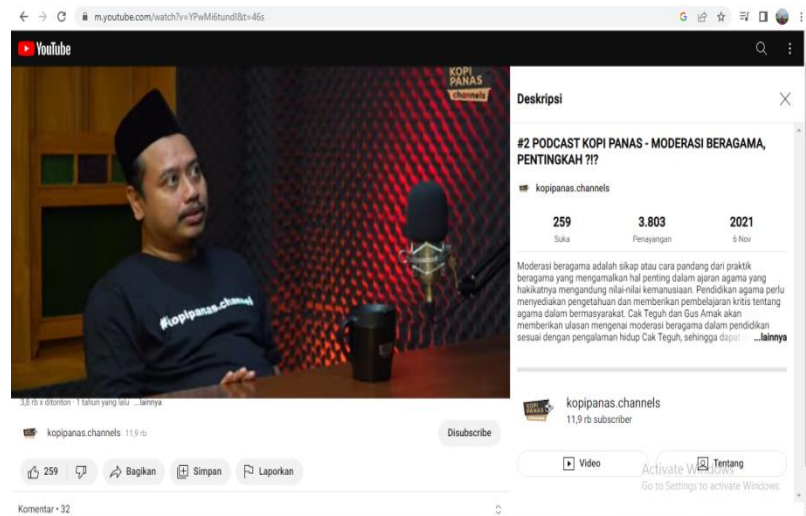 m.youtube.com/watch?v=YPwMi6tundI&t=46s
YouTube
KOPI
PANAS
channels
#kopipanas.channel
3,8 rb x ditonton · 1 tahun yang lalu ...lainnya
kopipanas.channels 11,9 rb
Disubscribe
259
Bagikan
Simpan
Laporkan
Komentar • 32
Deskripsi
#2 PODCAST KOPI PANAS - MODERASI BERAGAMA,
PENTINGKAH ?!?
kopipanas.channels
259 3.803 2021
Suka Penayangan 6 Nov
Moderasi beragama adalah sikap atau cara pandang dari praktik
beragama yang mengamalkan hal penting dalam ajaran agama yang
hakikatnya mengandung nilai-nilai kemanusiaan. Pendidikan agama perlu
menyediakan pengetahuan dan memberikan pembelajaran kritis tentang
agama dalam bermasyarakat. Cak Teguh dan Gus Amak akan
memberikan ulasan mengenai moderasi beragama dalam pendidikan
sesuai dengan pengalaman hidup Cak Teguh, sehingga dapat ...lainnya
kopipanas.channels
11,9 rb subscriber
Video
Tentang
Activate Windows
Go to Settings to activate Windows.